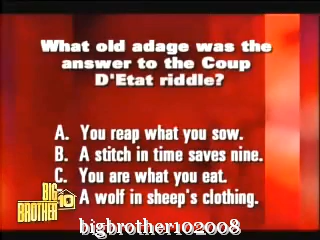 What old adage was the
answer to the Coup
D'Etat riddle?
A. You reap what you sow.
B. A stitch in time saves nine.
C. You are what you eat.
A wolf in sheep's clothing.
BIG
BROTHER
10
bigbrother102008